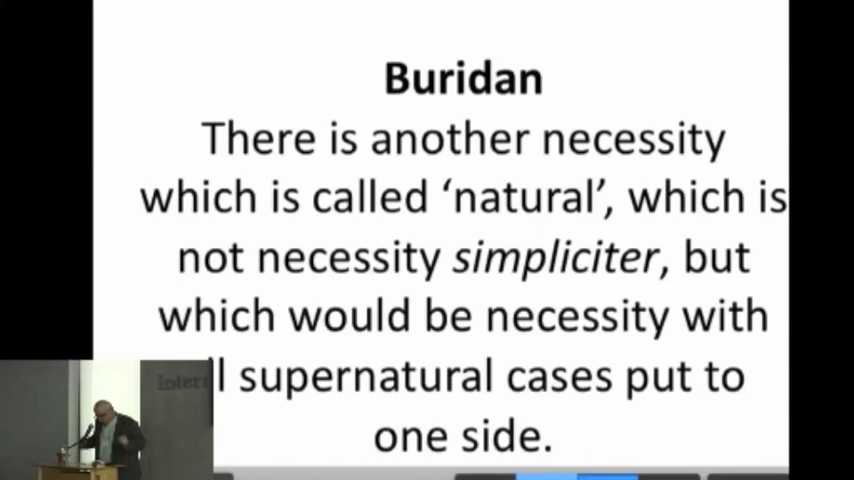 Buridan
There is another necessity
which is called ‘natural’, which is
not necessity simpliciter, but
which would be necessity with
supernatural cases put to
one side.